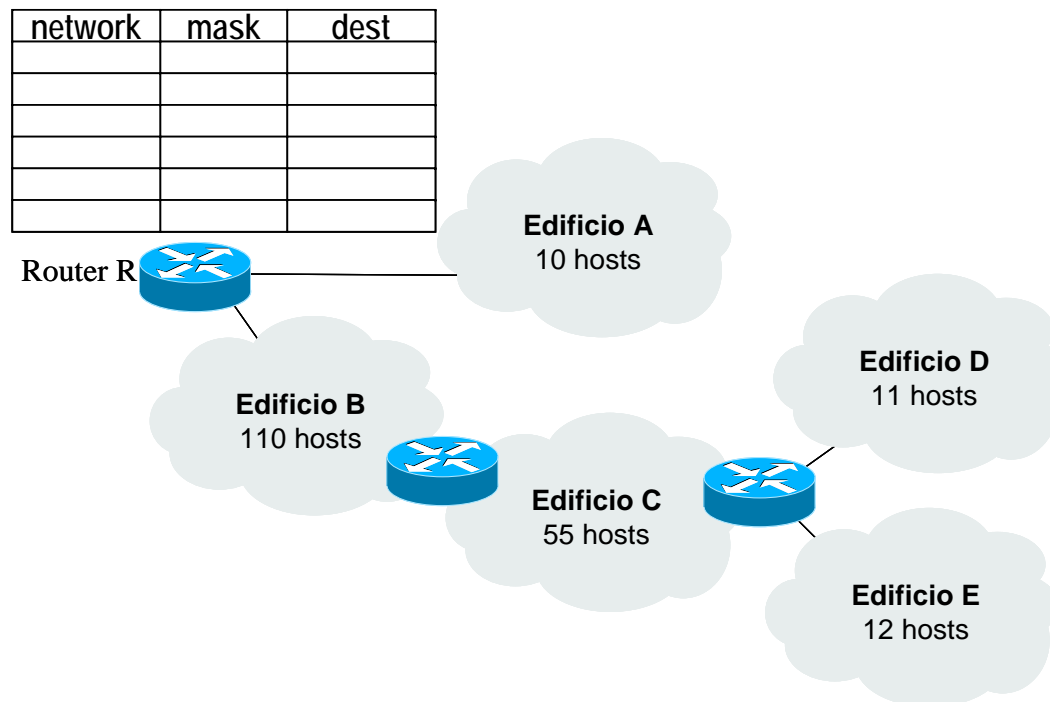 network mask dest
Edificio A
10 hosts
Router R
Edificio D
11 hosts
Edificio B
110 hosts
Edificio C
55 hosts
Edificio E
12 hosts